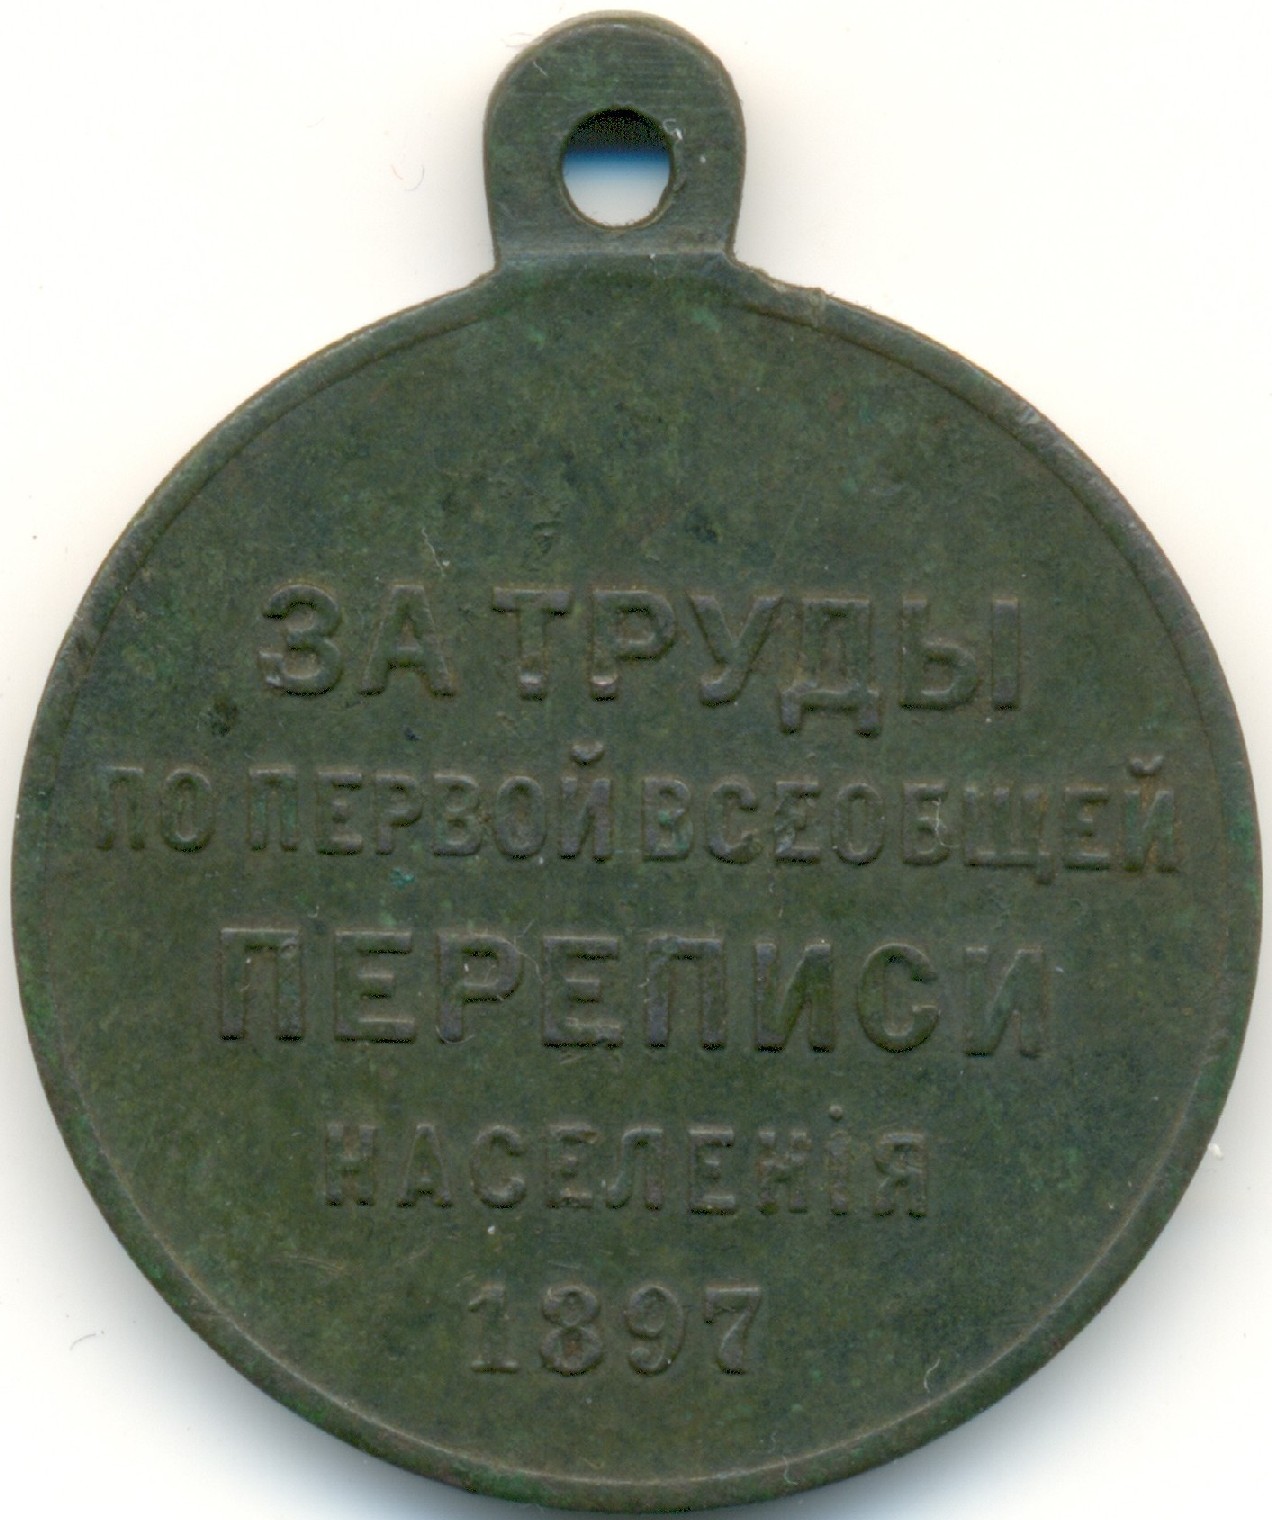 ЗА ТРУДЫ
ПО ПЕРВОЙ ВСЕОБЩЕЙ
ПЕРЕПИСИ
НАСЕЛЕНІЯ
1897